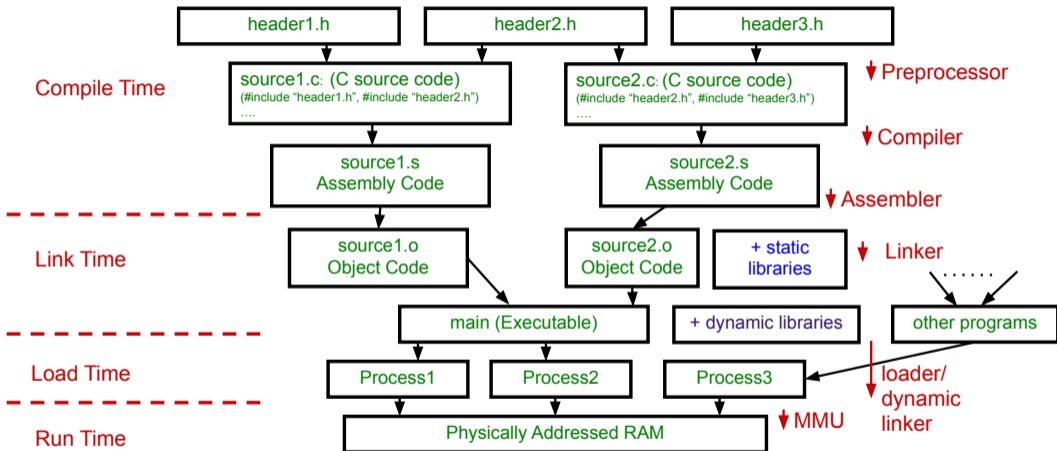 header1.h
header2.h
header3.h
Compile Time
source1.c: (C source code)
(#include “header1.h”, #include “header2.h”)
....
source2.c: (C source code)
(#include “header2.h”, #include “header3.h”)
....
Preprocessor
Compiler
source1.s
Assembly Code
source2.s
Assembly Code
Assembler
Link Time
source1.o
Object Code
source2.o
Object Code
+ static
libraries
Linker
.......
main (Executable)
+ dynamic libraries
other programs
Load Time
Process1
Process2
Process3
loader/
dynamic
linker
Run Time
Physically Addressed RAM
MMU